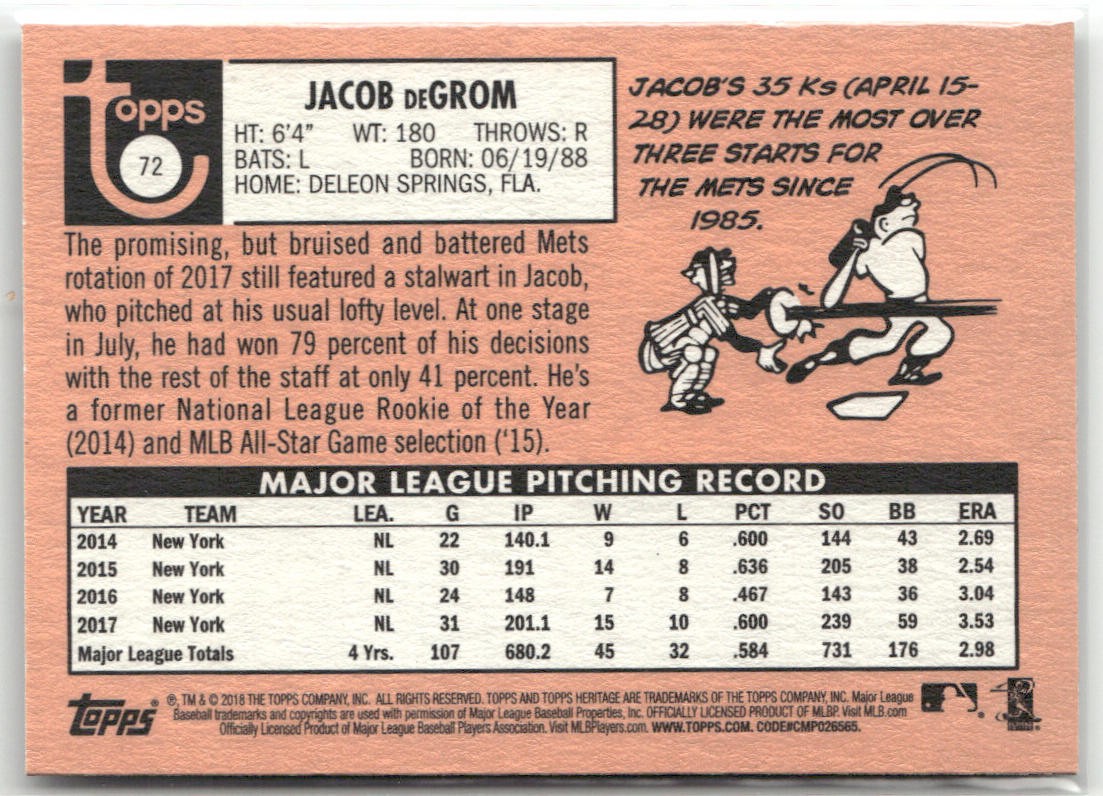 topps
72
JACOB DEGROM
HT: 6'4" WT: 180 THROWS: R
BATS: L BORN: 06/19/88
HOME: DELEON SPRINGS, FLA.
JACOB'S 35 Ks (APRIL 15-
28) WERE THE MOST OVER
THREE STARTS FOR
THE METS SINCE
1985.
The promising, but bruised and battered Mets
rotation of 2017 still featured a stalwart in Jacob,
who pitched at his usual lofty level. At one stage
in July, he had won 79 percent of his decisions
with the rest of the staff at only 41 percent. He's
a former National League Rookie of the Year
(2014) and MLB All-Star Game selection ('15).
MAJOR LEAGUE PITCHING RECORD
YEAR TEAM LEA. G IP W L PCT SO BB ERA
2014 New York NL 22 140.1 9 6 .600 144 43 2.69
2015 New York NL 30 191 14 8 .636 205 38 2.54
2016 New York NL 24 148 7 8 .467 143 36 3.04
2017 New York NL 31 201.1 15 10 .600 239 59 3.53
Major League Totals 4 Yrs. 107 680.2 45 32 .584 731 176 2.98
topps®
®, TM & © 2018 THE TOPPS COMPANY, INC. ALL RIGHTS RESERVED. TOPPS AND TOPPS HERITAGE ARE TRADEMARKS OF THE TOPPS COMPANY, INC. Major League
Baseball trademarks and copyrights are used with permission of Major League Baseball Properties, Inc. OFFICIALLY LICENSED PRODUCT OF MLBP. Visit MLB.com
Officially Licensed Product of Major League Baseball Players Association. Visit MLBPlayers.com. WWW.TOPPS.COM. CODE#CMP026565.